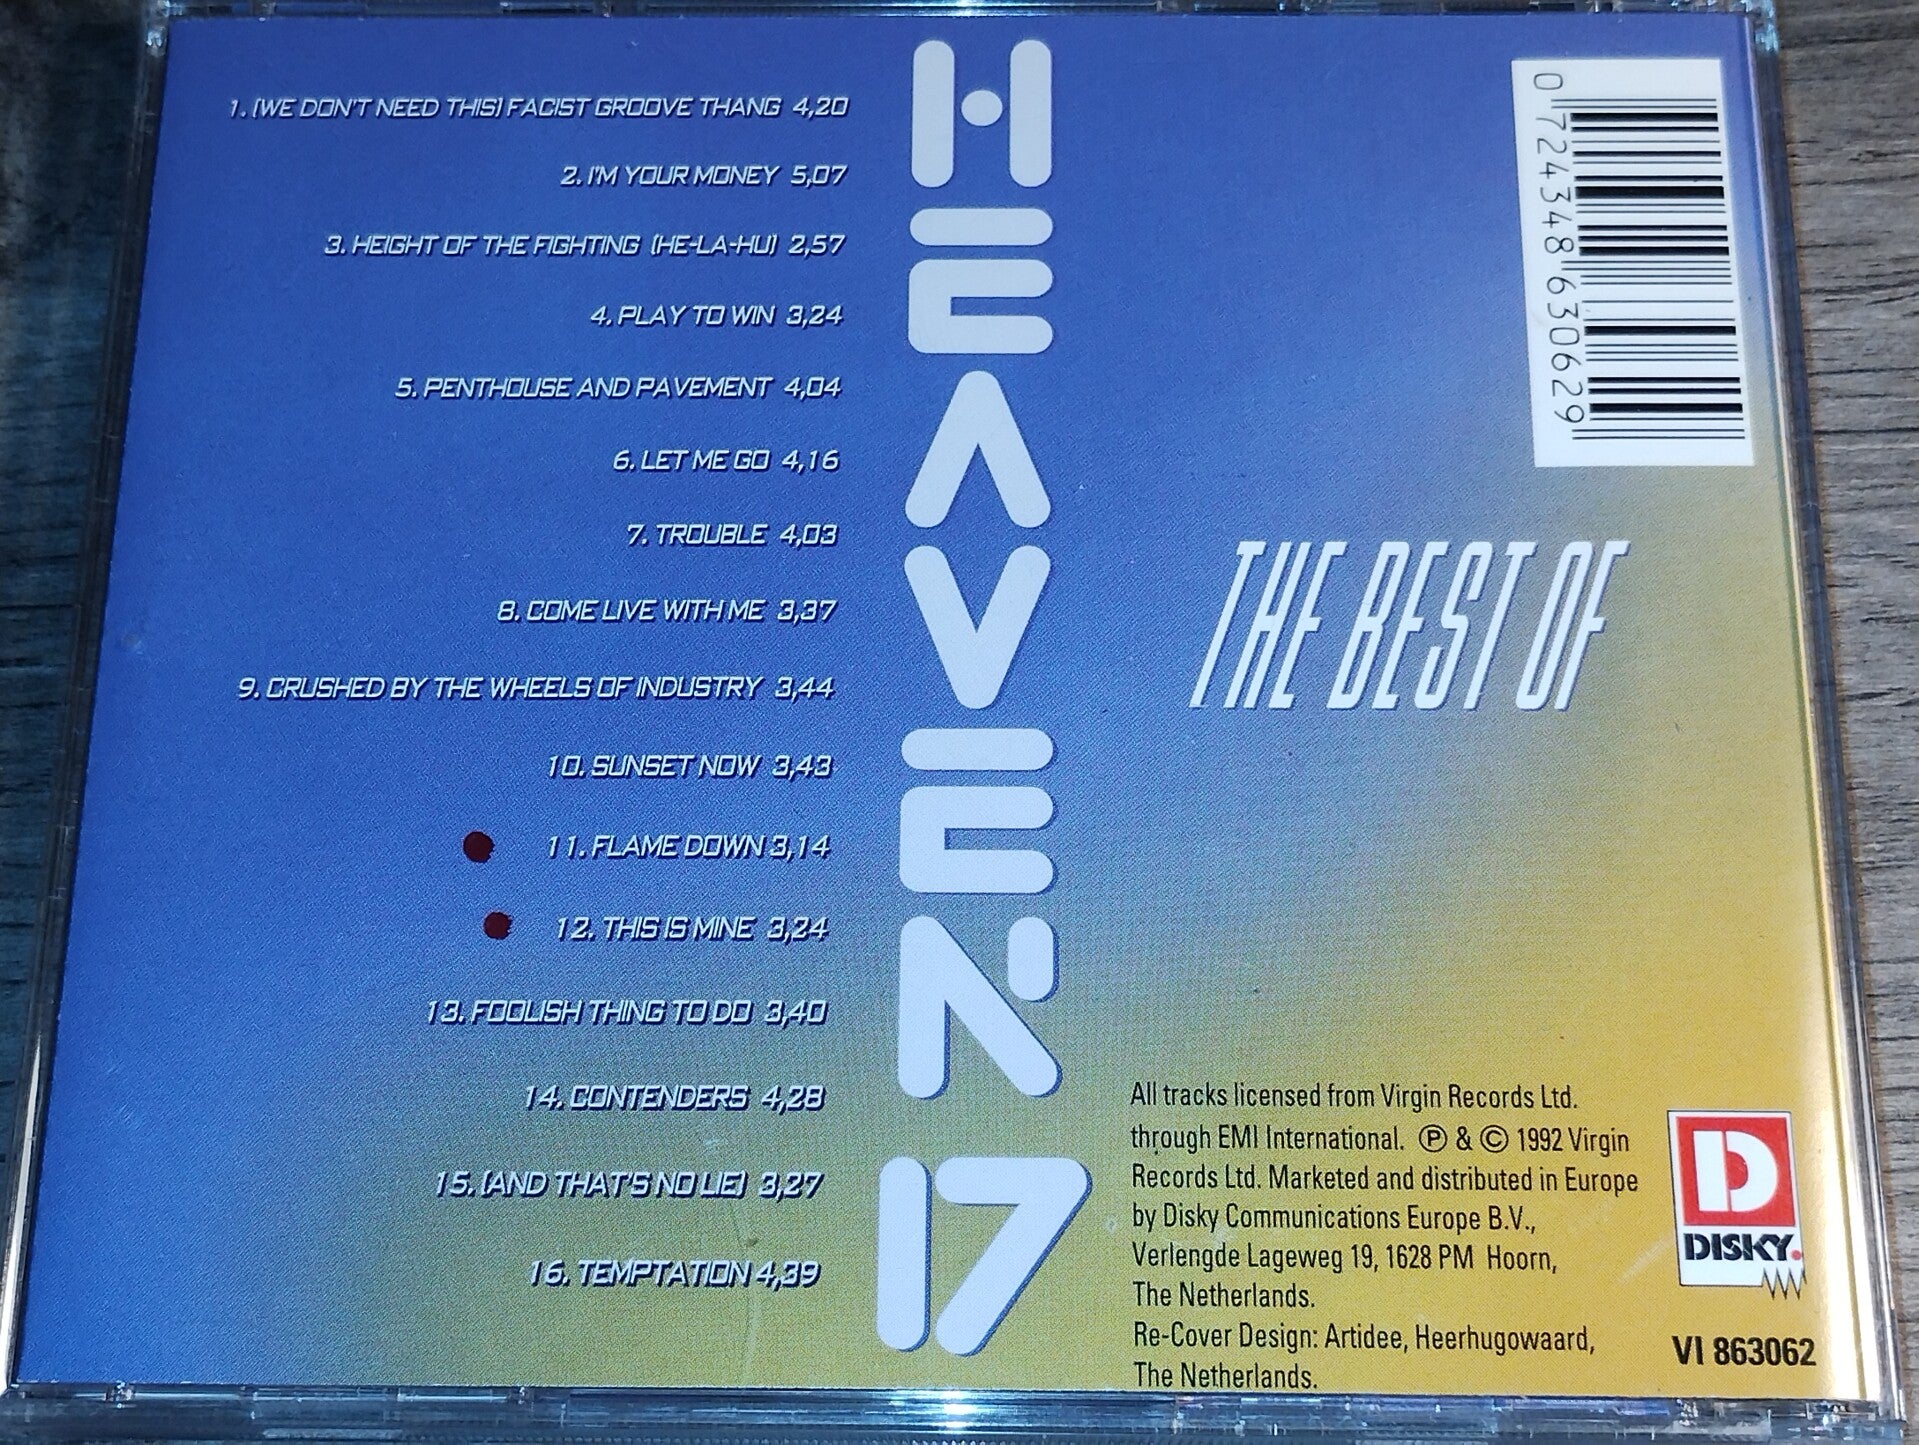 1. (WE DON'T NEED THIS) FACIST GROOVE THANG 4,20
2. I'M YOUR MONEY 5,07
3. HEIGHT OF THE FIGHTING (HE-LA-HU) 2,57
4. PLAY TO WIN 3,24
5. PENTHOUSE AND PAVEMENT 4,04
6. LET ME GO 4,16
7. TROUBLE 4,03
8. COME LIVE WITH ME 3,37
9. CRUSHED BY THE WHEELS OF INDUSTRY 3,44
10. SUNSET NOW 3,43
11. FLAME DOWN 3,14
12. THIS IS MINE 3,24
13. FOOLISH THING TO DO 3,40
14. CONTENDERS 4,28
15. (AND THAT'S NO LIE) 3,27
16. TEMPTATION 4,39
HEAVEN 17
0 724348 630629
THE BEST OF
All tracks licensed from Virgin Records Ltd.
through EMI International. ℗ & © 1992 Virgin
Records Ltd. Marketed and distributed in Europe
by Disky Communications Europe B.V.,
Verlengde Lageweg 19, 1628 PM Hoorn,
The Netherlands.
Re-Cover Design: Artidee, Heerhugowaard,
The Netherlands.
D
DISKY.
VI 863062